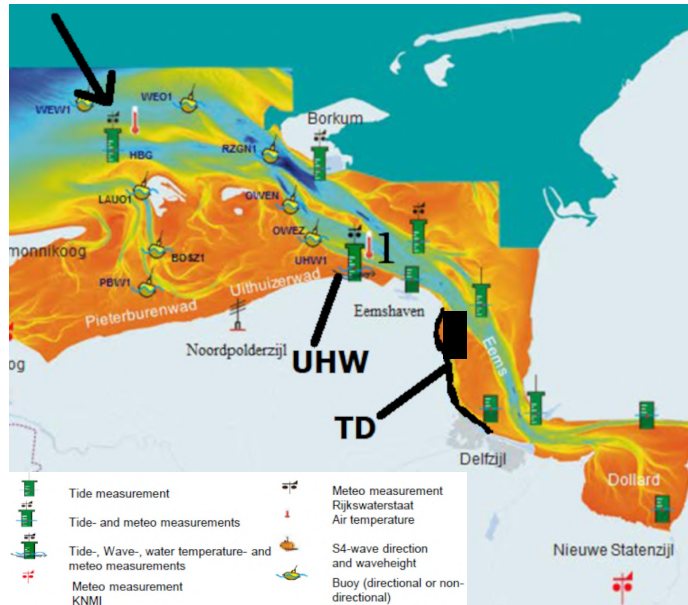 WEW1
WEO1
Borkum
HBG
RZGN1
LAUO1
OWEN
OWEZ
1
monnikoog
BOSZ1
UHW1
PBW1
Uithuizerwad
Pieterburenwad
Eemshaven
Noordpolderzijl
UHW
Eems
og
TD
Delfzijl
Dollard
Nieuwe Statenzijl
Tide measurement
Tide- and meteo measurements
Tide-, Wave-, water temperature- and
meteo measurements
Meteo measurement
KNMI
Meteo measurement
Rijkswaterstaat
Air temperature
S4-wave direction
and waveheight
Buoy (directional or non-
directional)